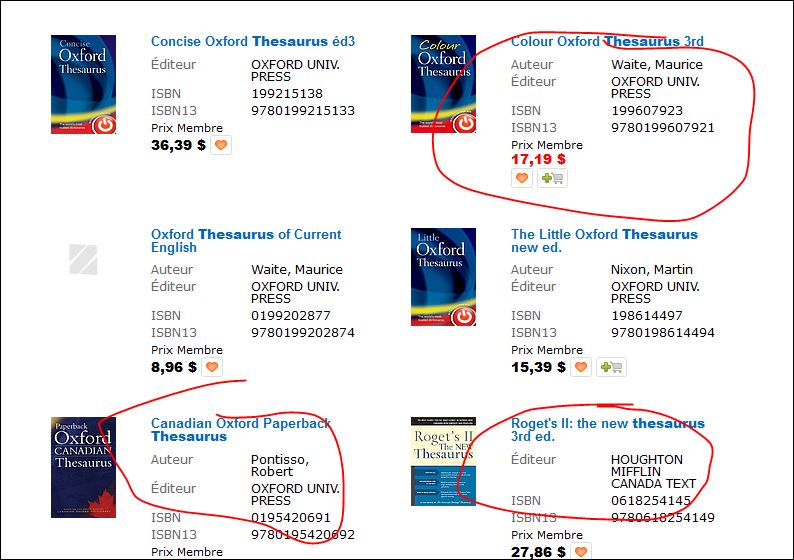 Concise
Oxford
Thesaurus
Concise Oxford Thesaurus éd3
Éditeur OXFORD UNIV.
PRESS
ISBN 199215138
ISBN13 9780199215133
Prix Membre
36,39 $
Colour
Oxford
Thesaurus
Colour Oxford Thesaurus 3rd
Auteur Waite, Maurice
Éditeur OXFORD UNIV.
PRESS
ISBN 199607923
ISBN13 9780199607921
Prix Membre
17,19 $
Oxford Thesaurus of Current
English
Auteur Waite, Maurice
Éditeur OXFORD UNIV.
PRESS
ISBN 0199202877
ISBN13 9780199202874
Prix Membre
8,96 $
Little
Oxford
Thesaurus
The Little Oxford Thesaurus
new ed.
Auteur Nixon, Martin
Éditeur OXFORD UNIV.
PRESS
ISBN 198614497
ISBN13 9780198614494
Prix Membre
15,39 $
Paperback
Oxford
CANADIAN
Thesaurus
Canadian Oxford Paperback
Thesaurus
Auteur Pontisso,
Robert
Éditeur OXFORD UNIV.
PRESS
ISBN 0195420691
ISBN13 9780195420692
Prix Membre
Roget's II
The NEW
Thesaurus
Roget's II: the new thesaurus
3rd ed.
Éditeur HOUGHTON
MIFFLIN
CANADA TEXT
ISBN 0618254145
ISBN13 9780618254149
Prix Membre
27,86 $